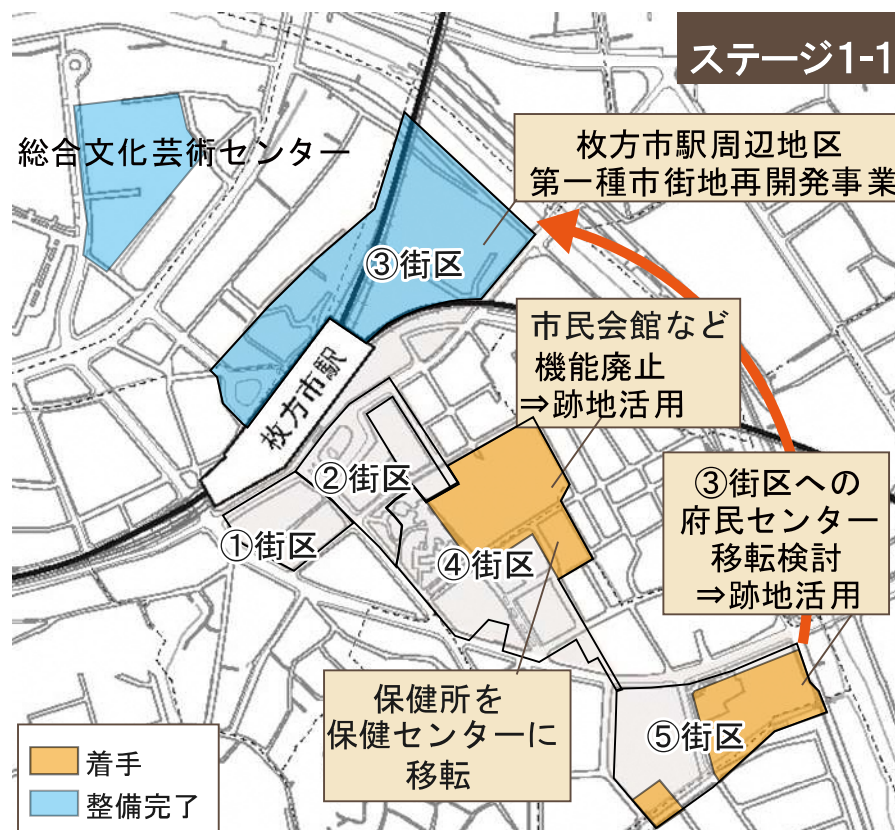 ステージ1-1
総合文化芸術センター
枚方市駅周辺地区
第一種市街地再開発事業
③街区
市民会館など
機能廃止
⇒跡地活用
枚方市駅
②街区
①街区
④街区
③街区への
府民センター
移転検討
⇒跡地活用
保健所を
保健センターに
移転
⑤街区
着手
整備完了